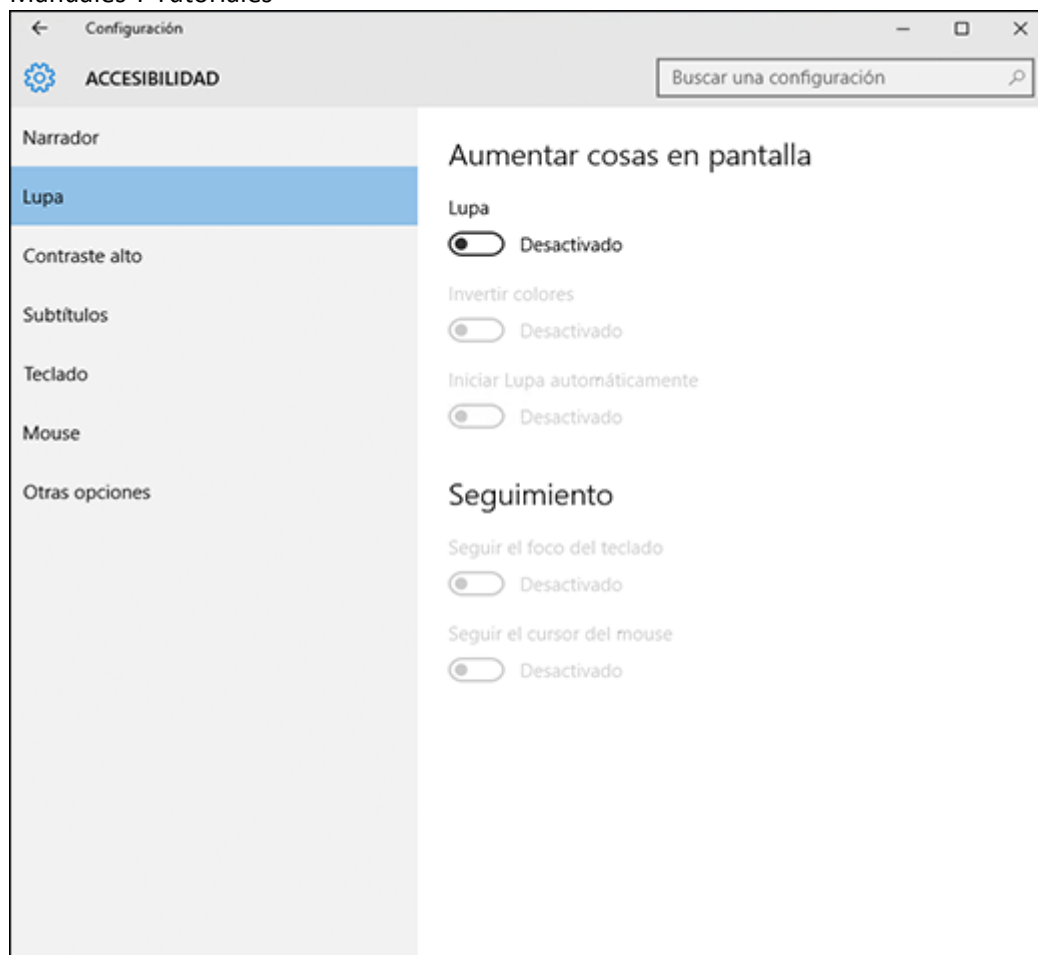 Manuales Y Tutoriales
Configuración
ACCESIBILIDAD
Buscar una configuración
Narrador
Lupa
Contraste alto
Subtítulos
Teclado
Mouse
Otras opciones
Aumentar cosas en pantalla
Lupa
Desactivado
Invertir colores
Desactivado
Iniciar Lupa automáticamente
Desactivado
Seguimiento
Seguir el foco del teclado
Desactivado
Seguir el cursor del mouse
Desactivado